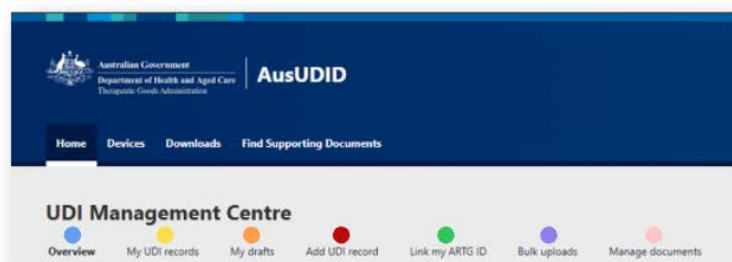 Australian Government
Department of Health and Aged Care
Therapeutic Goods Administration
AusUDID
Home Devices Downloads Find Supporting Documents
UDI Management Centre
Overview My UDI records My drafts Add UDI record Link my ARTG ID Bulk uploads Manage documents